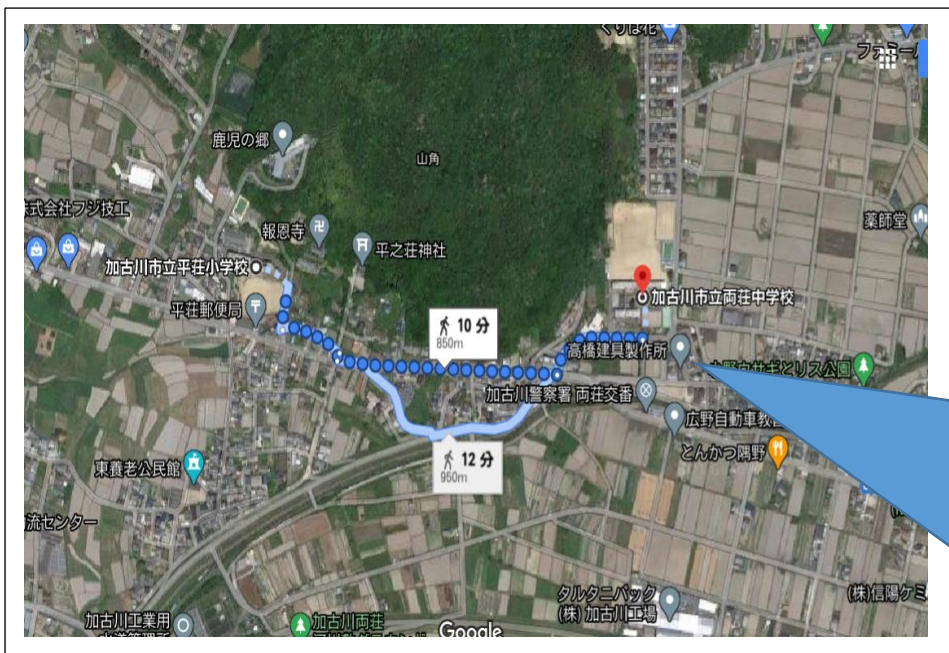 くりは花
ファミール
鹿児の郷
山角
株式会社フジ技工
報恩寺
薬師堂
平之荘神社
加古川市立平荘小学校
加古川市立両荘中学校
平荘郵便局
10 分
850m
高橋建具製作所
加古川警察署 両荘交番
広野自動車教
12 分
950m
とんかつ隅野
東養老公民館
流センター
タルタニパック
(株) 加古川工場
(株)信陽ケミ
加古川工業用
加古川両荘
Google